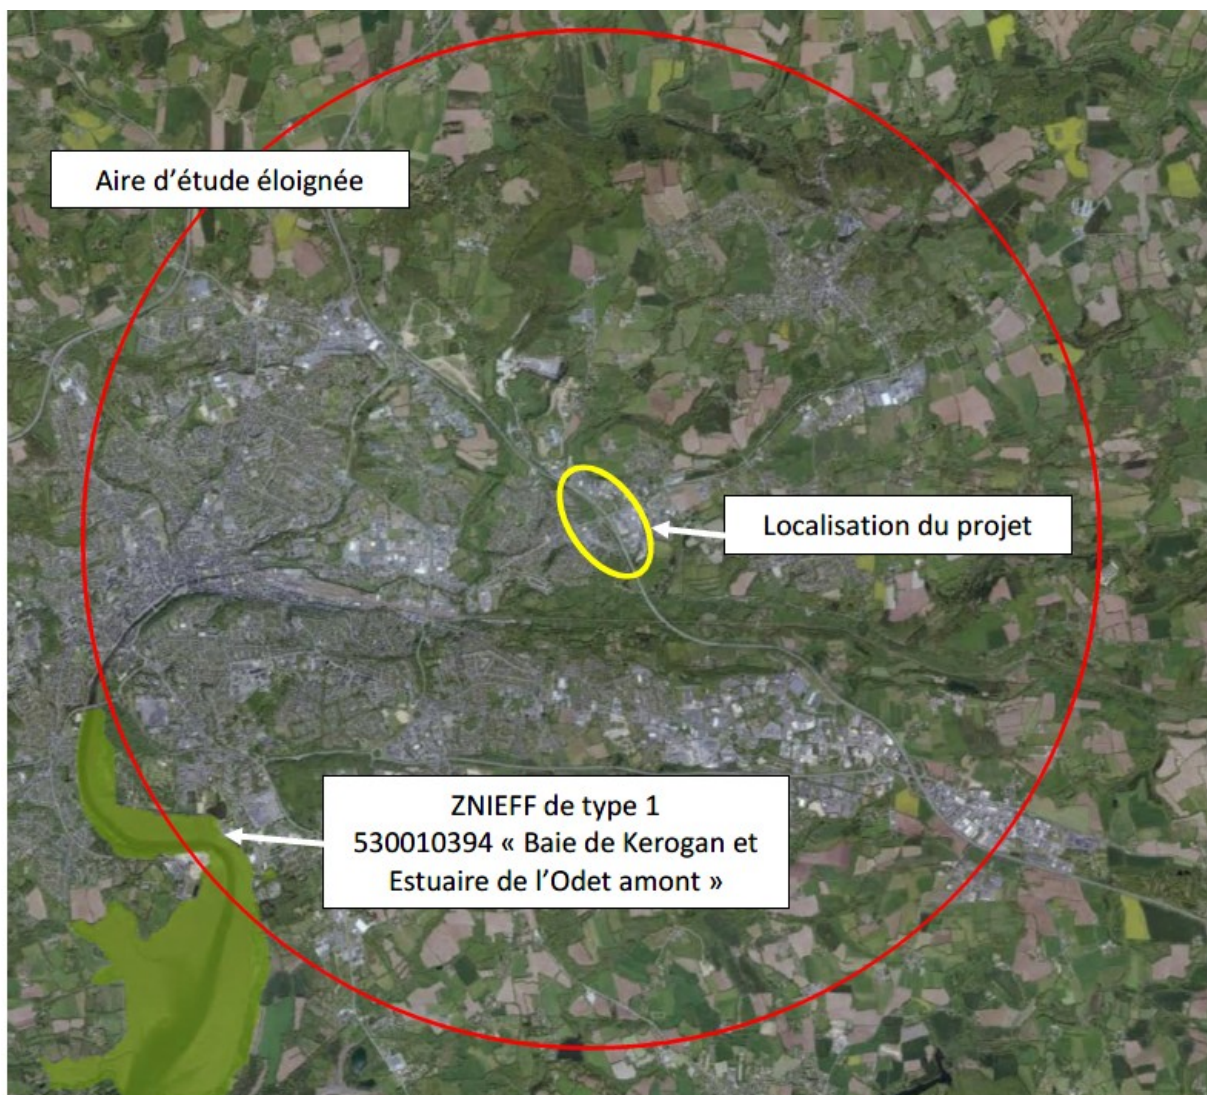 Aire d’étude éloignée
Localisation du projet
ZNIEFF de type 1
530010394 « Baie de Kerogan et
Estuaire de l’Odet amont »